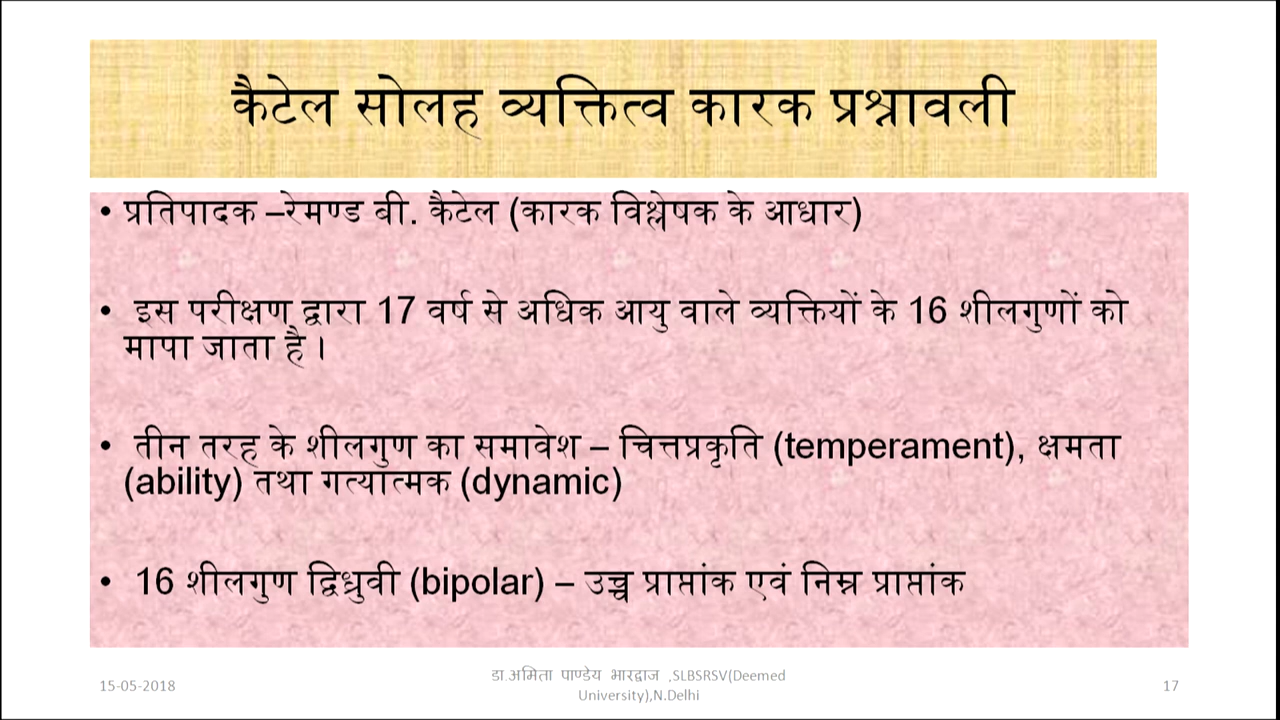 कैटेल सोलह व्यक्तित्व कारक प्रश्नावली
• प्रतिपादक –रेमण्ड बी. कैटेल (कारक विश्लेषक के आधार)
• इस परीक्षण द्वारा 17 वर्ष से अधिक आयु वाले व्यक्तियों के 16 शीलगुणों को
मापा जाता है ।
• तीन तरह के शीलगुण का समावेश – चित्तप्रकृति (temperament), क्षमता
(ability) तथा गत्यात्मक (dynamic)
• 16 शीलगुण द्विध्रुवी (bipolar) – उच्च प्राप्तांक एवं निम्न प्राप्तांक
15-05-2018
डा.अमिता पाण्डेय भारद्वाज ,SLBSRSV(Deemed
University),N.Delhi
17